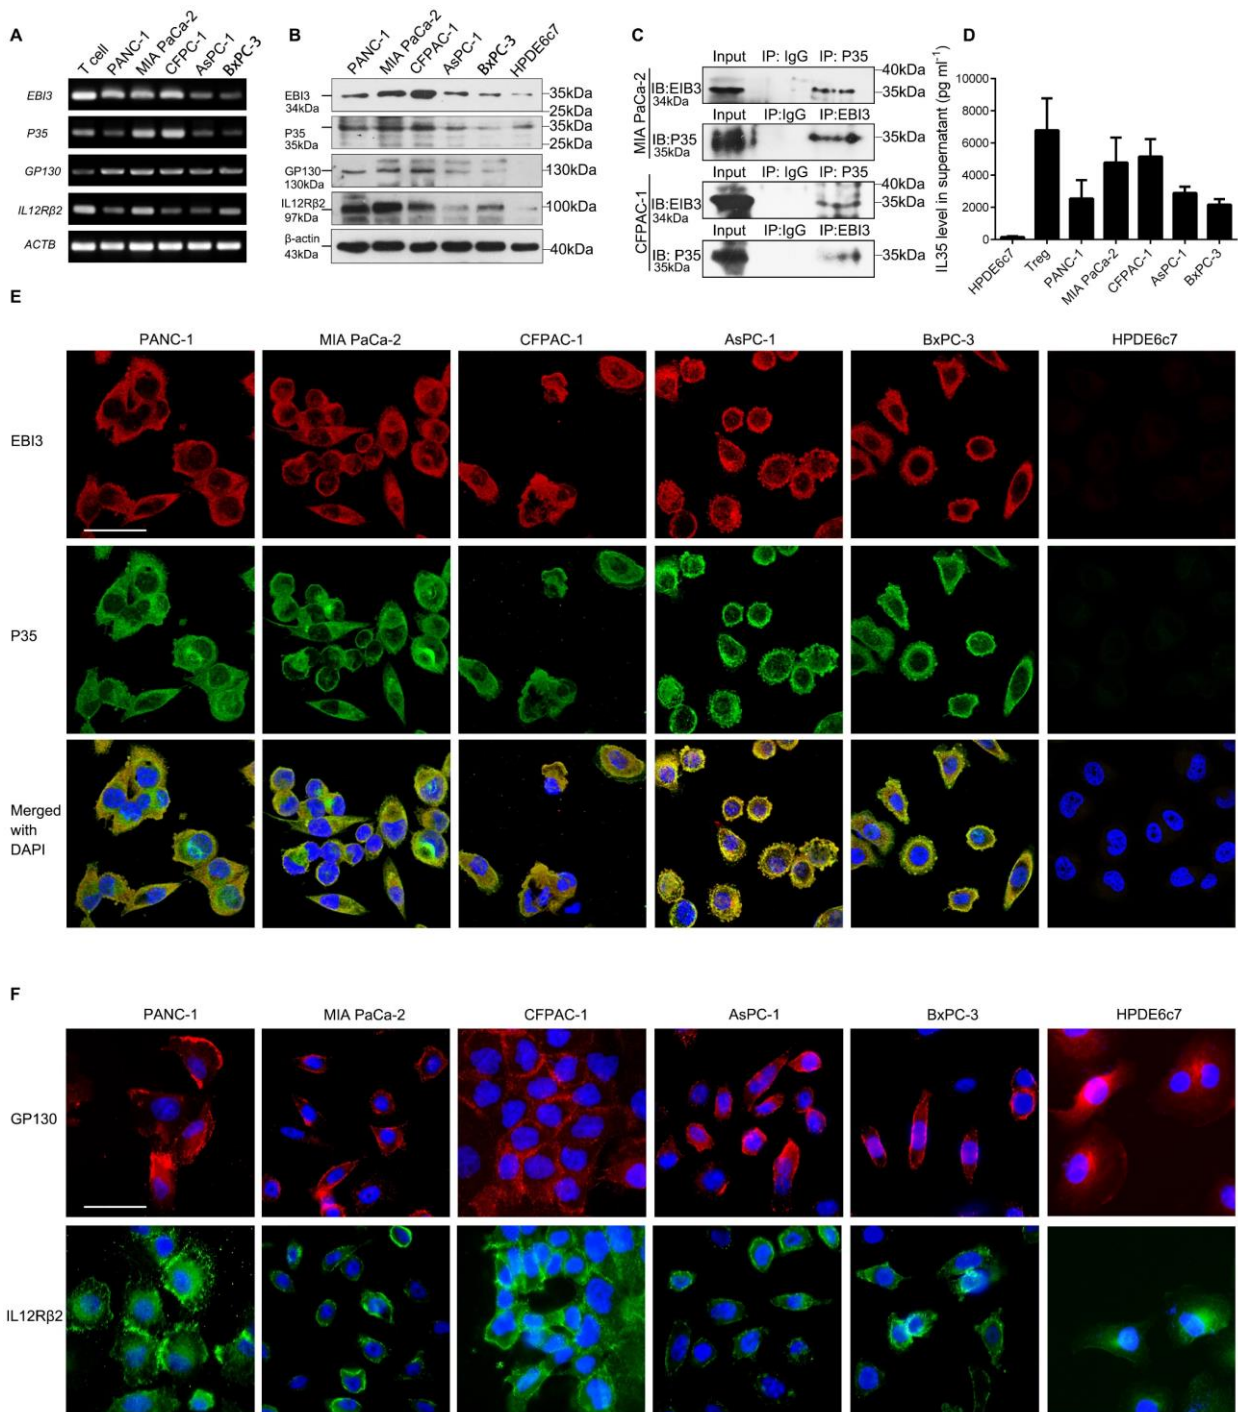 A
T cell
PANC-1
MIA PaCa-2
CFPC-1
AsPC-1
BxPC-3
EBI3
P35
GP130
IL12Rβ2
ACTB
B
PANC-1
MIA PaCa-2
CFPAC-1
AsPC-1
BxPC-3
HPDE6c7
EBI3
34kDa
35kDa
25kDa
P35
35kDa
35kDa
25kDa
GP130
130kDa
130kDa
IL12Rβ2
97kDa
100kDa
β-actin
43kDa
40kDa
C
MIA PaCa-2
Input IP: IgG IP: P35
40kDa
IB:EIB3
34kDa
35kDa
Input IP:IgG IP:EBI3
IB:P35
35kDa
35kDa
CFPAC-1
Input IP: IgG IP: P35
40kDa
IB:EIB3
34kDa
35kDa
Input IP:IgG IP:EBI3
IB: P35
35kDa
35kDa
D
IL35 level in supernatant (pg ml⁻¹)
10000
8000
6000
4000
2000
0
HPDE6c7
Treg
PANC-1
MIA PaCa-2
CFPAC-1
AsPC-1
BxPC-3
E
PANC-1 MIA PaCa-2 CFPAC-1 AsPC-1 BxPC-3 HPDE6c7
EBI3
P35
Merged
with
DAPI
F
PANC-1 MIA PaCa-2 CFPAC-1 AsPC-1 BxPC-3 HPDE6c7
GP130
IL12Rβ2